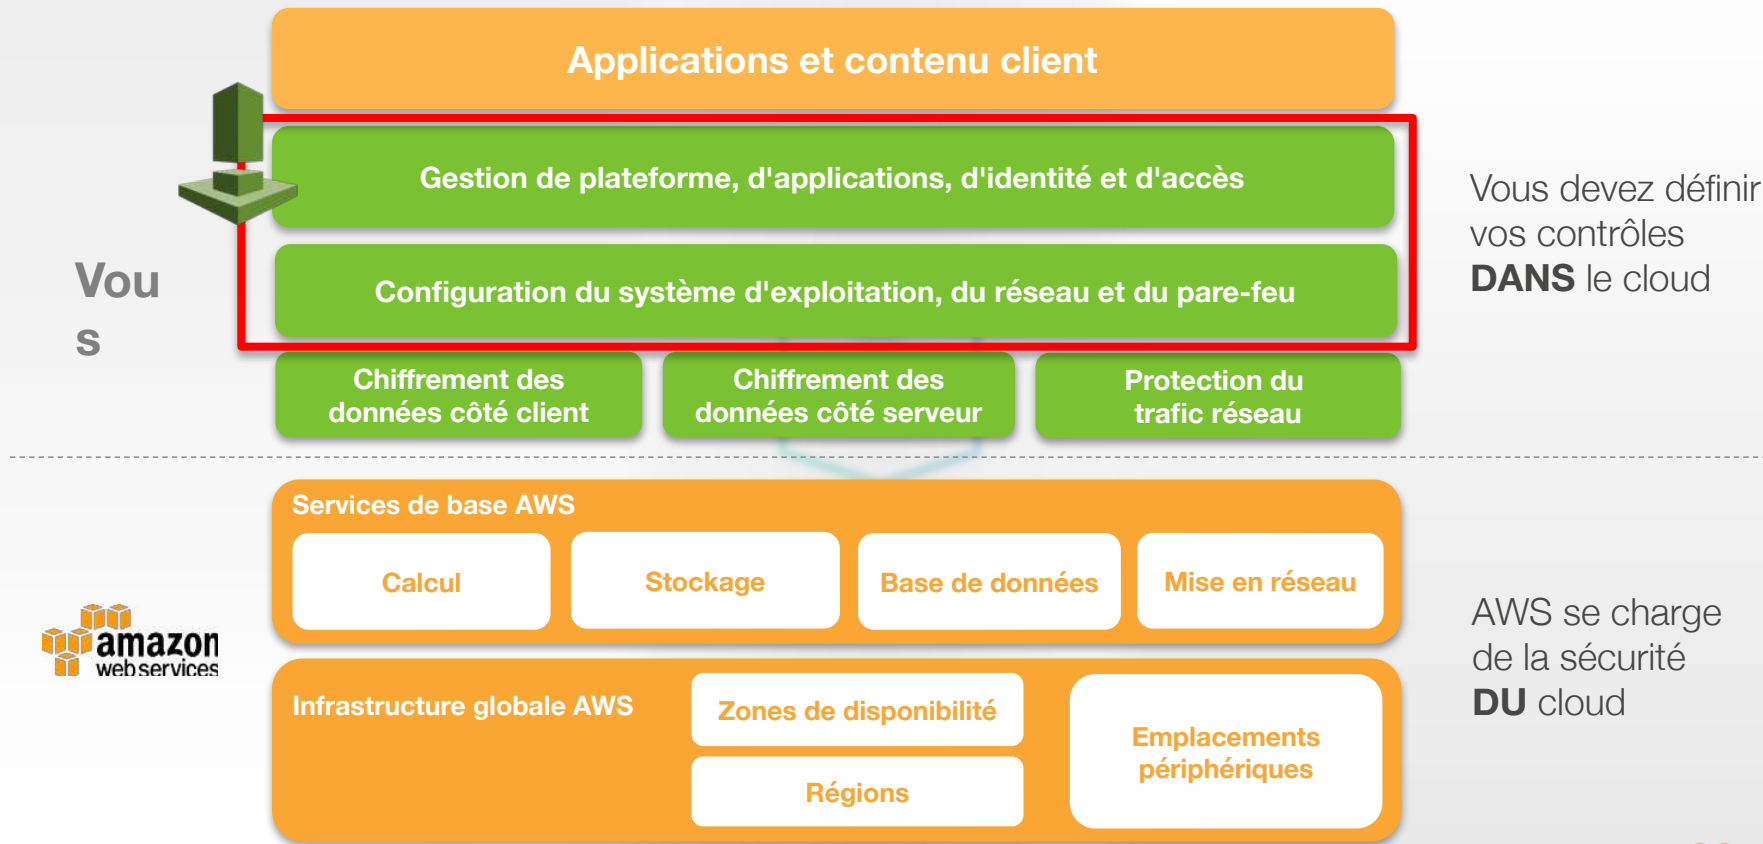 Applications et contenu client
Gestion de plateforme, d'applications, d'identité et d'accès
Configuration du système d'exploitation, du réseau et du pare-feu
Vou
s
Vous devez définir
vos contrôles
DANS le cloud
Chiffrement des
données côté client
Chiffrement des
données côté serveur
Protection du
trafic réseau
Services de base AWS
Calcul
Stockage
Base de données
Mise en réseau
amazon
web services
AWS se charge
de la sécurité
DU cloud
Infrastructure globale AWS
Zones de disponibilité
Régions
Emplacements
périphériques